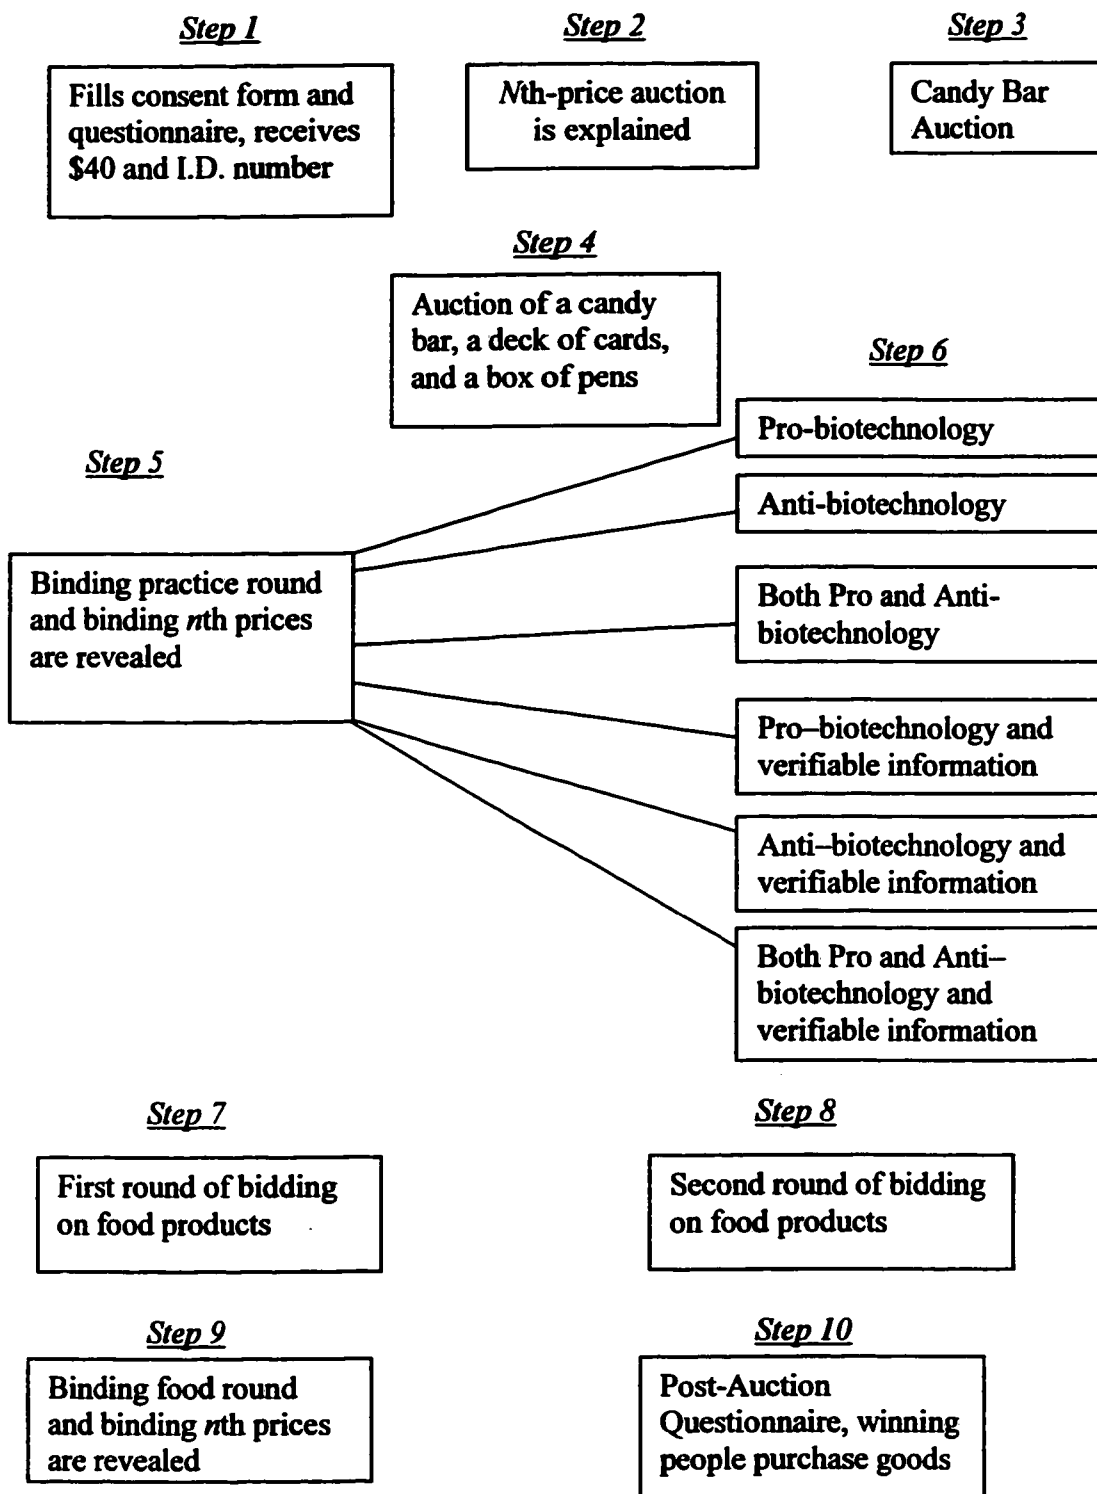 Step 1
Fills consent form and
questionnaire, receives
$40 and I.D. number
Step 2
Nth-price auction
is explained
Step 3
Candy Bar
Auction
Step 4
Auction of a candy
bar, a deck of cards,
and a box of pens
Step 5
Binding practice round
and binding nth prices
are revealed
Step 6
Pro-biotechnology
Anti-biotechnology
Both Pro and Anti-
biotechnology
Pro–biotechnology and
verifiable information
Anti–biotechnology and
verifiable information
Both Pro and Anti–
biotechnology and
verifiable information
Step 7
First round of bidding
on food products
Step 8
Second round of bidding
on food products
Step 9
Binding food round
and binding nth prices
are revealed
Step 10
Post-Auction
Questionnaire, winning
people purchase goods